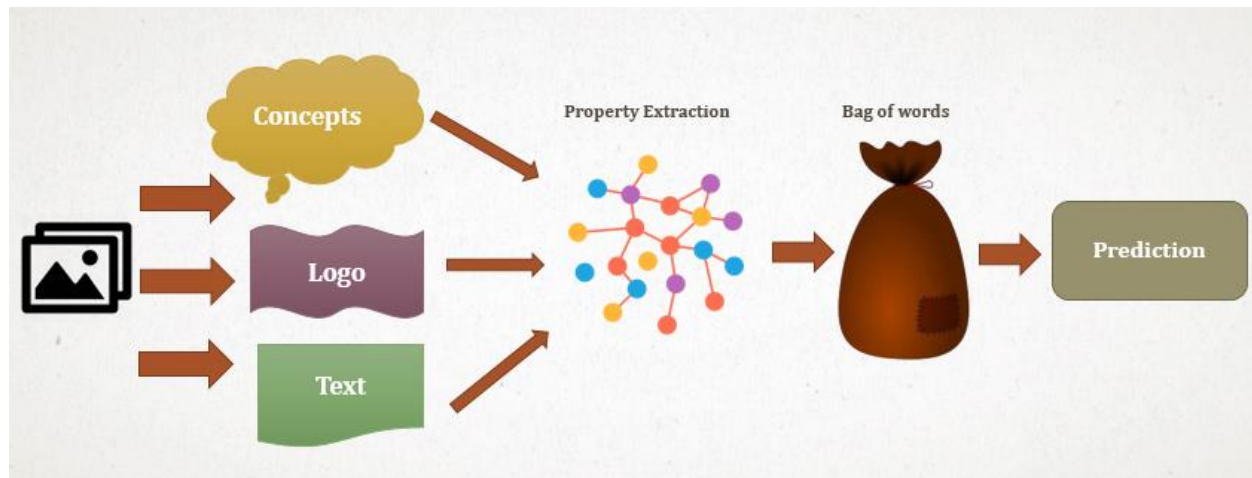 Concepts
Logo
Text
Property Extraction
Bag of words
Prediction